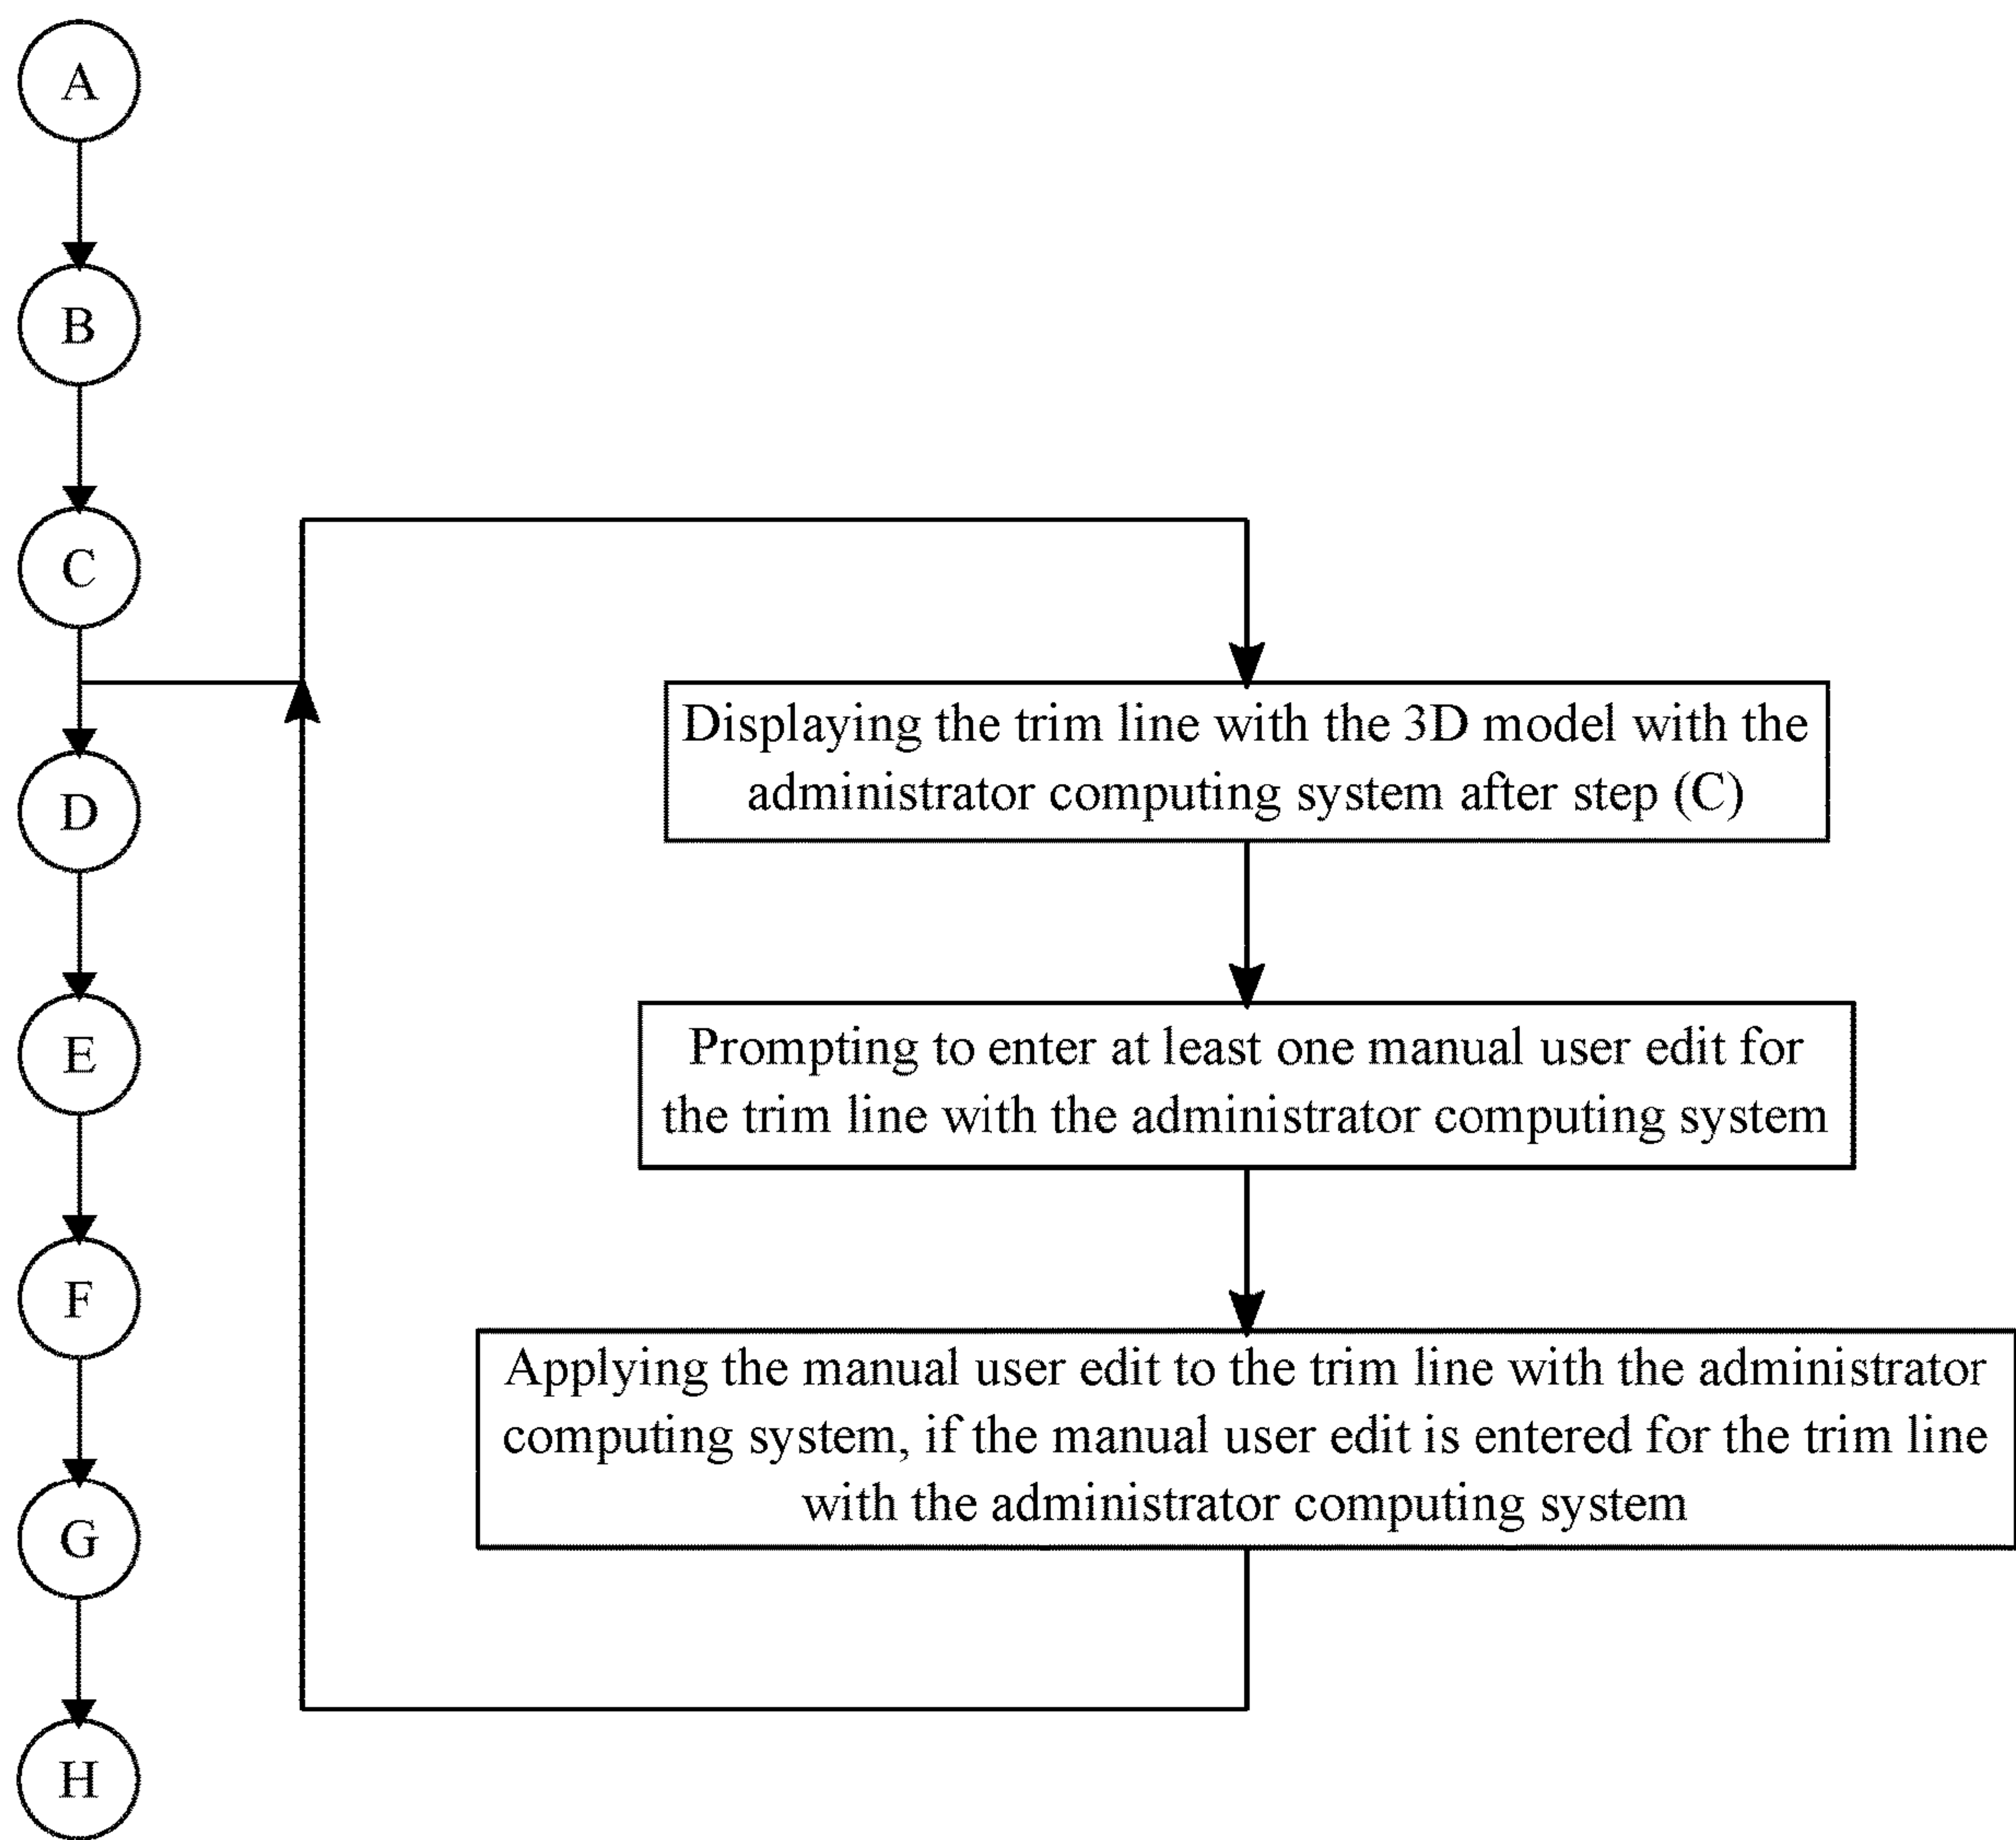 A
B
C
Displaying the trim line with the 3D model with the
administrator computing system after step (C)
D
Prompting to enter at least one manual user edit for
the trim line with the administrator computing system
E
F
Applying the manual user edit to the trim line with the administrator
computing system, if the manual user edit is entered for the trim line
with the administrator computing system
G
H